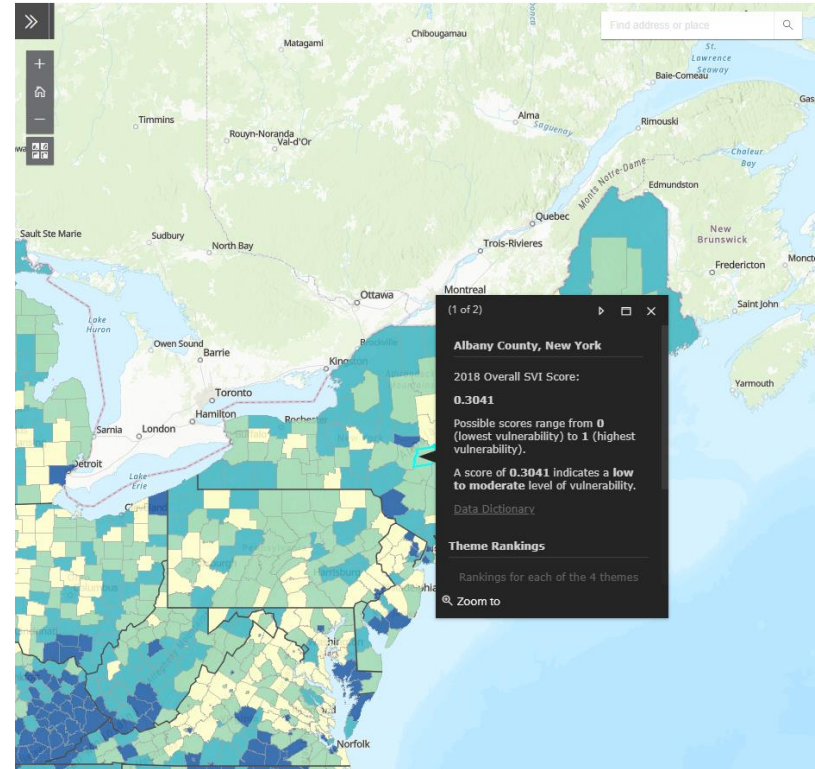 Find address or place
Chibougamau
Matagami
St.
Lawrence
Seaway
Baie-Comeau
Gas
Timmins
Alma
Saguenay
Rimouski
Rouyn-Noranda
Val-d'Or
Chaleur
Bay
Monts Notre-Dame
Edmundston
Quebec
New
Brunswick
Sault Ste Marie
Sudbury
North Bay
Trois-Rivieres
Fredericton
Moncto
Ottawa
Montreal
Saint John
Lake
Huron
Owen Sound
Barrie
Brockville
Kingston
Yarmouth
Toronto
Hamilton
Rochester
Sarnia
London
Detroit
Lake
Erie
Harrisburg
Norfolk
(1 of 2)
Albany County, New York
2018 Overall SVI Score:
0.3041
Possible scores range from 0
(lowest vulnerability) to 1 (highest
vulnerability).
A score of 0.3041 indicates a low
to moderate level of vulnerability.
Data Dictionary
Theme Rankings
Rankings for each of the 4 themes
Zoom to